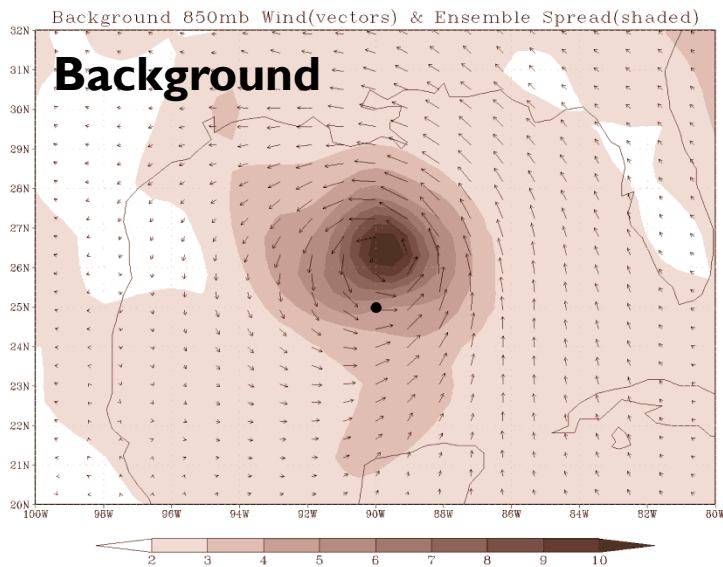 Background 850mb Wind(vectors) & Ensemble Spread(shaded)
Background
32N
31N
30N
29N
28N
27N
26N
25N
24N
23N
22N
21N
20N
100W 98W 96W 94W 92W 90W 88W 86W 84W 82W 80W
2 3 4 5 6 7 8 9 10